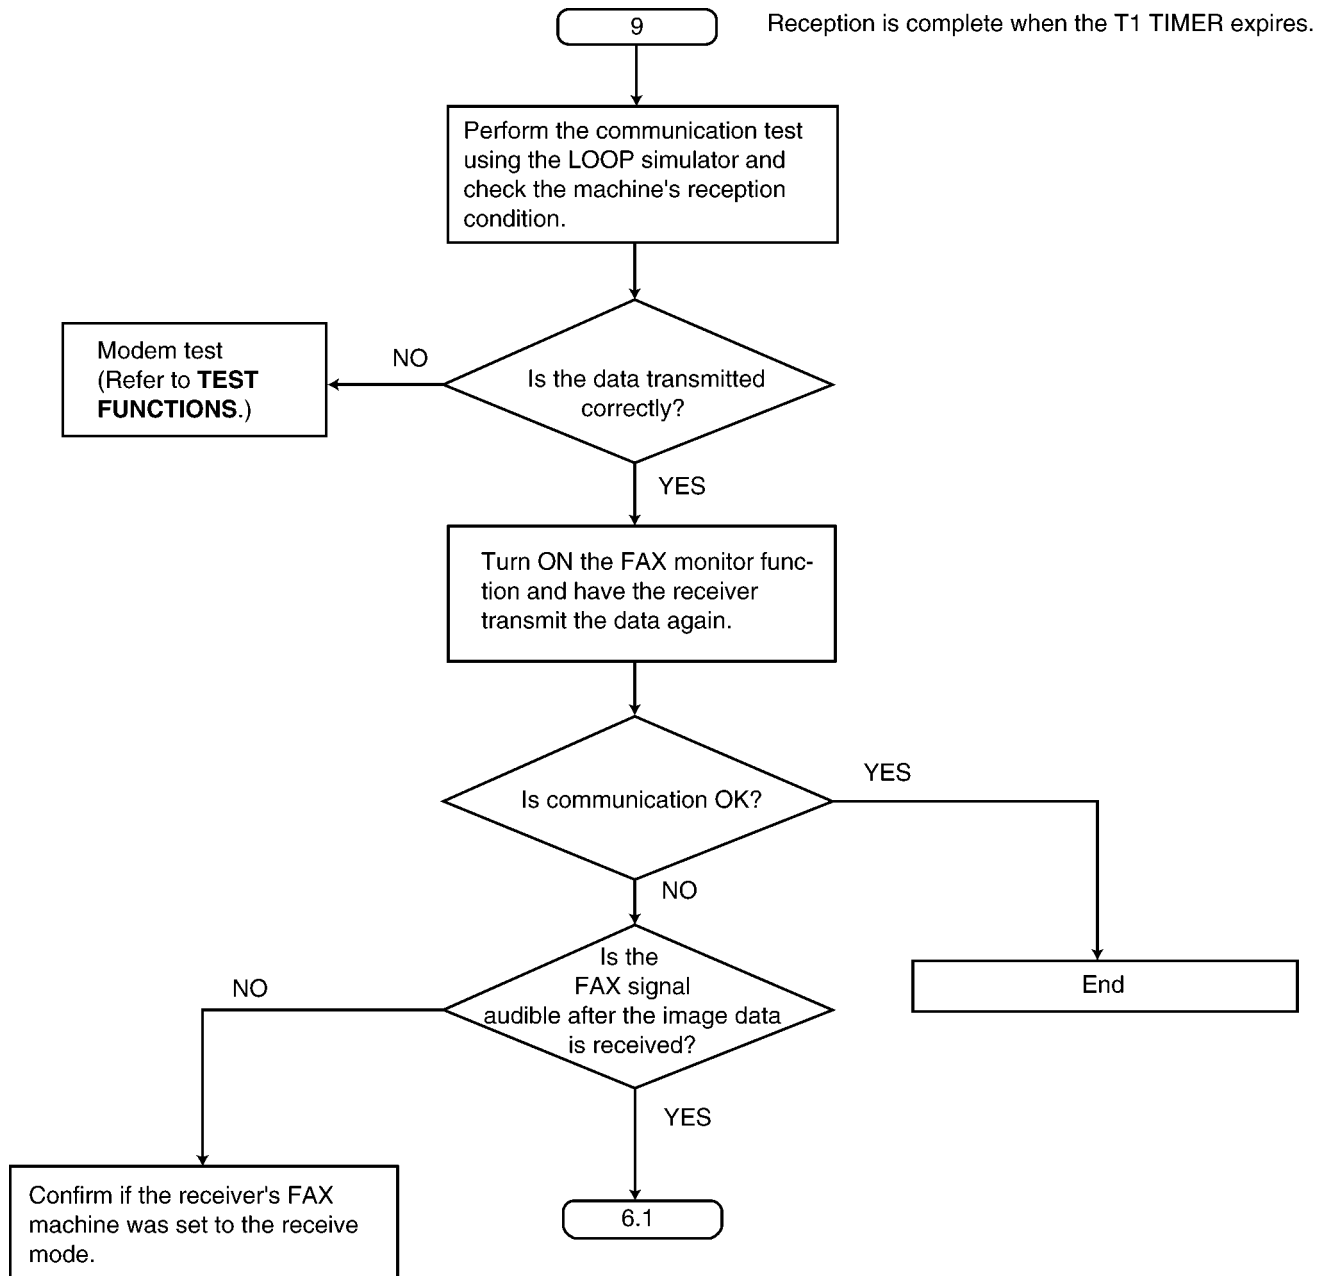 9
Reception is complete when the T1 TIMER expires.
Perform the communication test
using the LOOP simulator and
check the machine's reception
condition.
Modem test
(Refer to TEST
FUNCTIONS.)
NO
Is the data transmitted
correctly?
YES
Turn ON the FAX monitor func-
tion and have the receiver
transmit the data again.
Is communication OK?
YES
NO
End
Is the
FAX signal
audible after the image data
is received?
NO
YES
Confirm if the receiver's FAX
machine was set to the receive
mode.
6.1